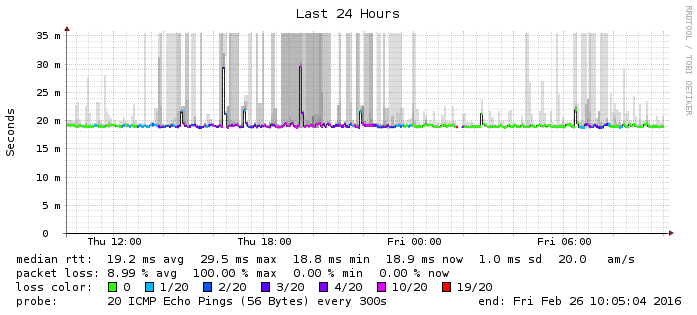 Last 24 Hours
RRDTOOL / TOBI OETIKER
Seconds
35 m
30 m
25 m
20 m
15 m
10 m
5 m
0
Thu 12:00 Thu 18:00 Fri 00:00 Fri 06:00
median rtt: 19.2 ms avg 29.5 ms max 18.8 ms min 18.9 ms now 1.0 ms sd 20.0 am/s
packet loss: 8.99 % avg 100.00 % max 0.00 % min 0.00 % now
loss color: 0 1/20 2/20 3/20 4/20 10/20 19/20
probe: 20 ICMP Echo Pings (56 Bytes) every 300s end: Fri Feb 26 10:05:04 2016